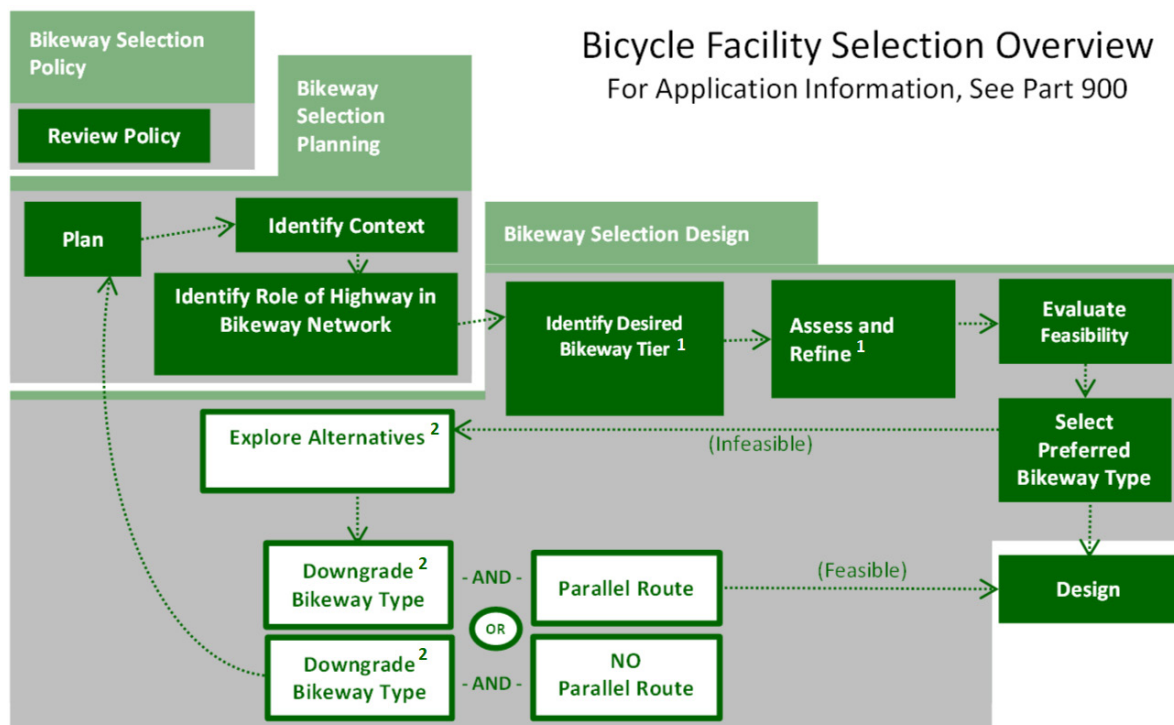 Bicycle Facility Selection Overview
For Application Information, See Part 900
Bikeway Selection
Policy
Review Policy
Bikeway
Selection
Planning
Plan
Identify Context
Identify Role of Highway in
Bikeway Network
Bikeway Selection Design
Identify Desired
Bikeway Tier 1
Assess and
Refine 1
Evaluate
Feasibility
Select
Preferred
Bikeway Type
(Infeasible)
Explore Alternatives 2
Downgrade 2
Bikeway Type
- AND -
Parallel Route
(Feasible)
Design
OR
Downgrade 2
Bikeway Type
- AND -
NO
Parallel Route